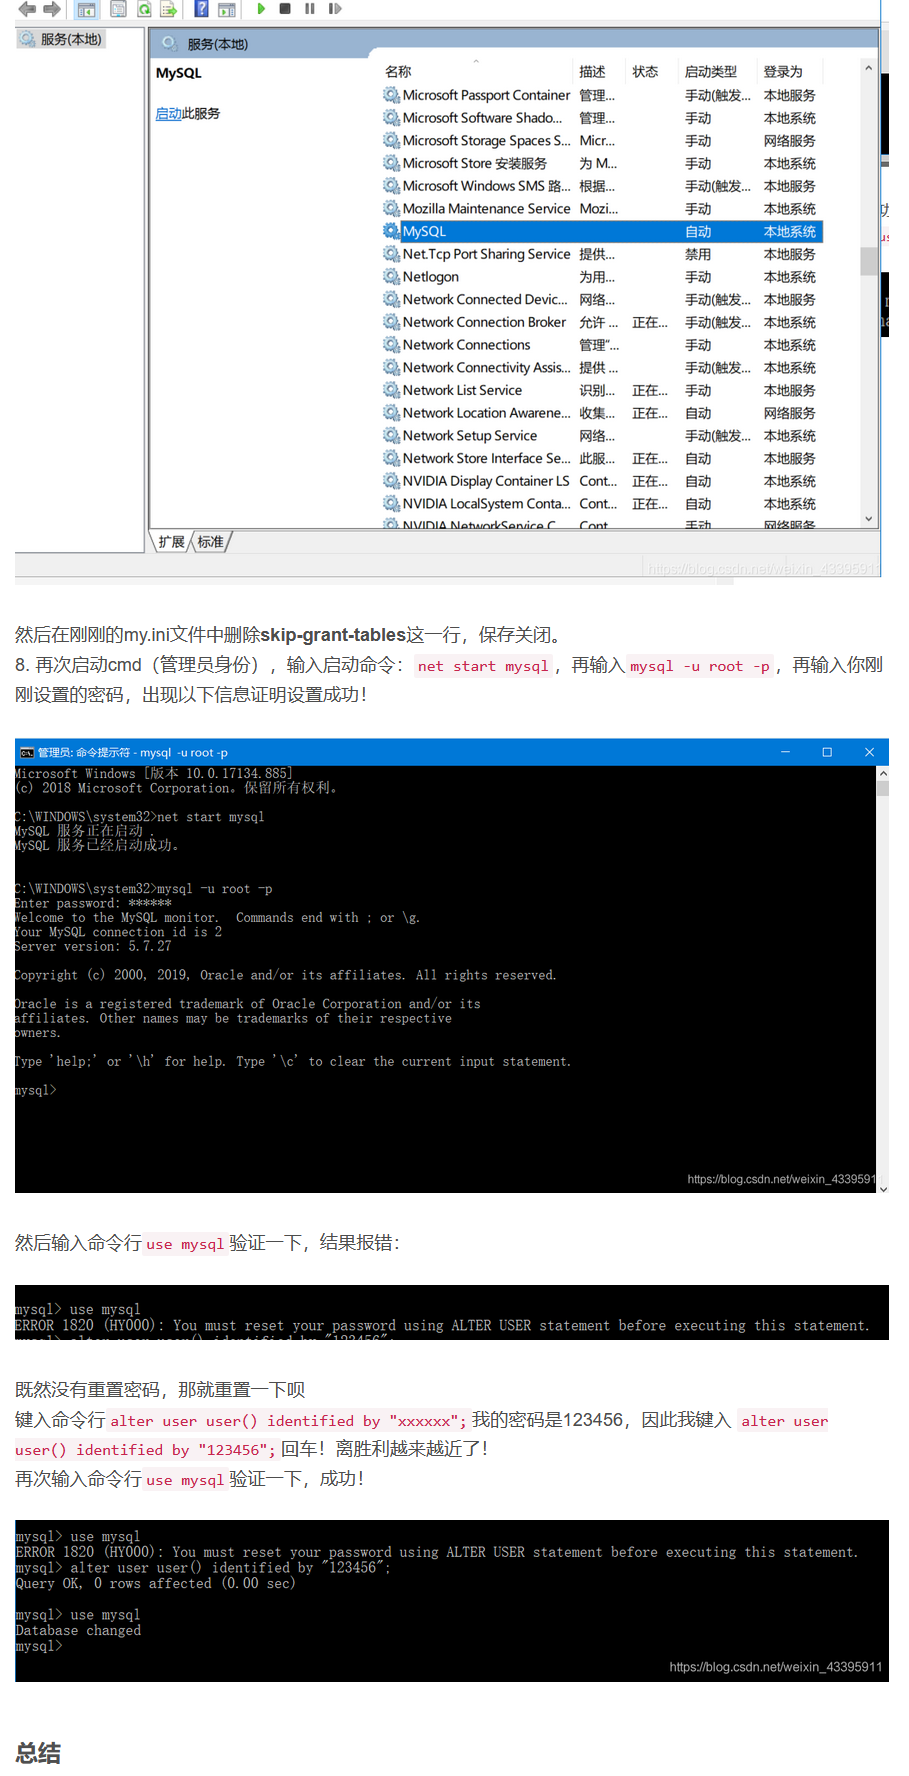 服务(本地)
服务(本地)
MySQL
启动此服务
名称 描述 状态 启动类型 登录为
Microsoft Passport Container 管理... 手动(触发... 本地服务
Microsoft Software Shado... 管理... 手动 本地系统
Microsoft Storage Spaces S... Micr... 手动 网络服务
Microsoft Store 安装服务 为 M... 手动 本地系统
Microsoft Windows SMS 路... 根据... 手动(触发... 本地服务
Mozilla Maintenance Service Mozi... 手动 本地系统
MySQL 自动 本地系统
Net.Tcp Port Sharing Service 提供... 禁用 本地服务
Netlogon 为用... 手动 本地系统
Network Connected Devic... 网络... 手动(触发... 本地服务
Network Connection Broker 允许 ... 正在... 手动(触发... 本地系统
Network Connections 管理“... 手动 本地系统
Network Connectivity Assis... 提供 ... 手动(触发... 本地系统
Network List Service 识别... 正在... 手动 本地服务
Network Location Awarene... 收集... 正在... 自动 网络服务
Network Setup Service 网络... 手动(触发... 本地系统
Network Store Interface Se... 此服... 正在... 自动 本地服务
NVIDIA Display Container LS Cont... 正在... 自动 本地系统
NVIDIA LocalSystem Conta... Cont... 正在... 自动 本地系统
NVIDIA NetworkService C... Cont... 手动 网络服务
扩展 标准
https://blog.csdn.net/weixin_43395911
然后在刚刚的my.ini文件中删除skip-grant-tables这一行，保存关闭。
8. 再次启动cmd（管理员身份），输入启动命令：net start mysql，再输入mysql -u root -p，再输入你刚
刚设置的密码，出现以下信息证明设置成功！
管理员: 命令提示符 - mysql -u root -p
Microsoft Windows [版本 10.0.17134.885]
(c) 2018 Microsoft Corporation。保留所有权利。
C:\WINDOWS\system32>net start mysql
MySQL 服务正在启动 .
MySQL 服务已经启动成功。
C:\WINDOWS\system32>mysql -u root -p
Enter password: ******
Welcome to the MySQL monitor.  Commands end with ; or \g.
Your MySQL connection id is 2
Server version: 5.7.27
Copyright (c) 2000, 2019, Oracle and/or its affiliates. All rights reserved.
Oracle is a registered trademark of Oracle Corporation and/or its
affiliates. Other names may be trademarks of their respective
owners.
Type 'help;' or '\h' for help. Type '\c' to clear the current input statement.
mysql>
https://blog.csdn.net/weixin_4339591
然后输入命令行use mysql验证一下，结果报错：
mysql> use mysql
ERROR 1820 (HY000): You must reset your password using ALTER USER statement before executing this statement.
mysql> alter user user() identified by "123456";
既然没有重置密码，那就重置一下呗
键入命令行alter user user() identified by "xxxxxx";我的密码是123456，因此我键入 alter user
user() identified by "123456";回车！离胜利越来越近了！
再次输入命令行use mysql验证一下，成功！
mysql> use mysql
ERROR 1820 (HY000): You must reset your password using ALTER USER statement before executing this statement.
mysql> alter user user() identified by "123456";
Query OK, 0 rows affected (0.00 sec)
mysql> use mysql
Database changed
mysql>
https://blog.csdn.net/weixin_43395911
总结